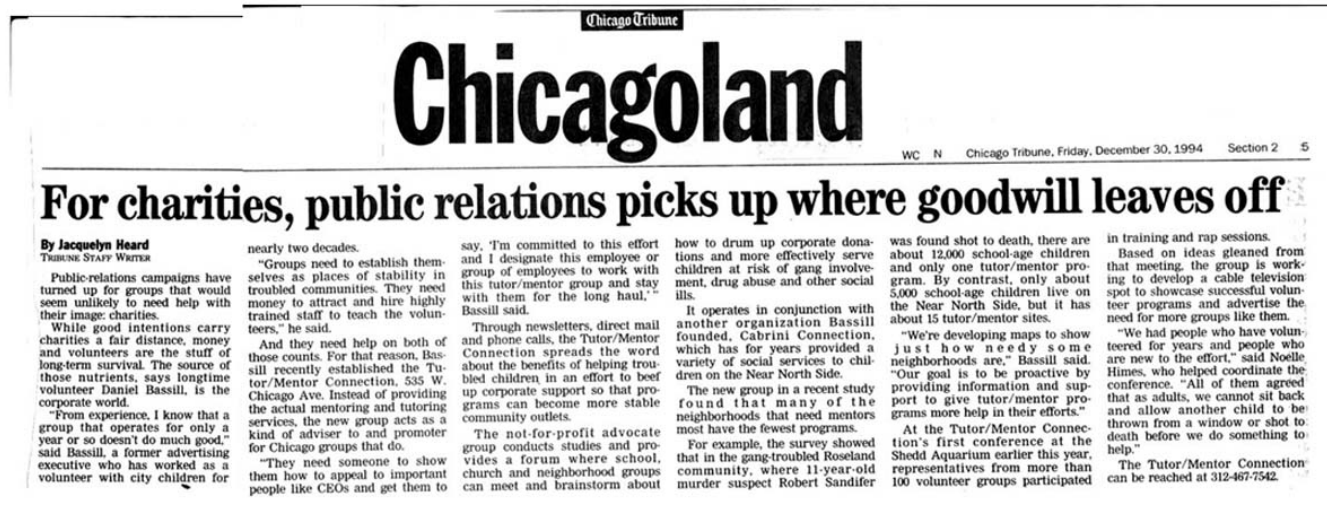 Chicago Tribune
Chicagoland
WC N Chicago Tribune, Friday, December 30, 1994 Section 2 5
For charities, public relations picks up where goodwill leaves off
By Jacquelyn Heard
TRIBUNE STAFF WRITER
Public-relations campaigns have
turned up for groups that would
seem unlikely to need help with
their image: charities.
While good intentions carry
charities a fair distance, money
and volunteers are the stuff of
long-term survival. The source of
those nutrients, says longtime
volunteer Daniel Bassill, is the
corporate world.
"From experience, I know that a
group that operates for only a
year or so doesn't do much good,"
said Bassill, a former advertising
executive who has worked as a
volunteer with city children for
nearly two decades.
"Groups need to establish them-
selves as places of stability in
troubled communities. They need
money to attract and hire highly
trained staff to teach the volun-
teers," he said.
And they need help on both of
those counts. For that reason, Bas-
sill recently established the Tu-
tor/Mentor Connection, 535 W.
Chicago Ave. Instead of providing
the actual mentoring and tutoring
services, the new group acts as a
kind of adviser to and promoter
for Chicago groups that do.
"They need someone to show
them how to appeal to important
people like CEOs and get them to
say, 'I'm committed to this effort
and I designate this employee or
group of employees to work with
this tutor/mentor group and stay
with them for the long haul,' "
Bassill said.
Through newsletters, direct mail
and phone calls, the Tutor/Mentor
Connection spreads the word
about the benefits of helping trou-
bled children in an effort to beef
up corporate support so that pro-
grams can become more stable
community outlets.
The not-for-profit advocate
group conducts studies and pro-
vides a forum where school,
church and neighborhood groups
can meet and brainstorm about
how to drum up corporate dona-
tions and more effectively serve
children at risk of gang involve-
ment, drug abuse and other social
ills.
It operates in conjunction with
another organization Bassill
founded, Cabrini Connection,
which has for years provided a
variety of social services to chil-
dren on the Near North Side.
The new group in a recent study
found that many of the
neighborhoods that need mentors
most have the fewest programs.
For example, the survey showed
that in the gang-troubled Roseland
community, where 11-year-old
murder suspect Robert Sandifer
was found shot to death, there are
about 12,000 school-age children
and only one tutor/mentor pro-
gram. By contrast, only about
5,000 school-age children live on
the Near North Side, but it has
about 15 tutor/mentor sites.
"We're developing maps to show
just how needy some
neighborhoods are," Bassill said.
"Our goal is to be proactive by
providing information and sup-
port to give tutor/mentor pro-
grams more help in their efforts."
At the Tutor/Mentor Connec-
tion's first conference at the
Shedd Aquarium earlier this year,
representatives from more than
100 volunteer groups participated
in training and rap sessions.
Based on ideas gleaned from
that meeting, the group is work-
ing to develop a cable television
spot to showcase successful volun-
teer programs and advertise the
need for more groups like them.
"We had people who have volun-
teered for years and people who
are new to the effort," said Noelle
Himes, who helped coordinate the
conference. "All of them agreed
that as adults, we cannot sit back
and allow another child to be
thrown from a window or shot to
death before we do something to
help."
The Tutor/Mentor Connection
can be reached at 312-467-7542.